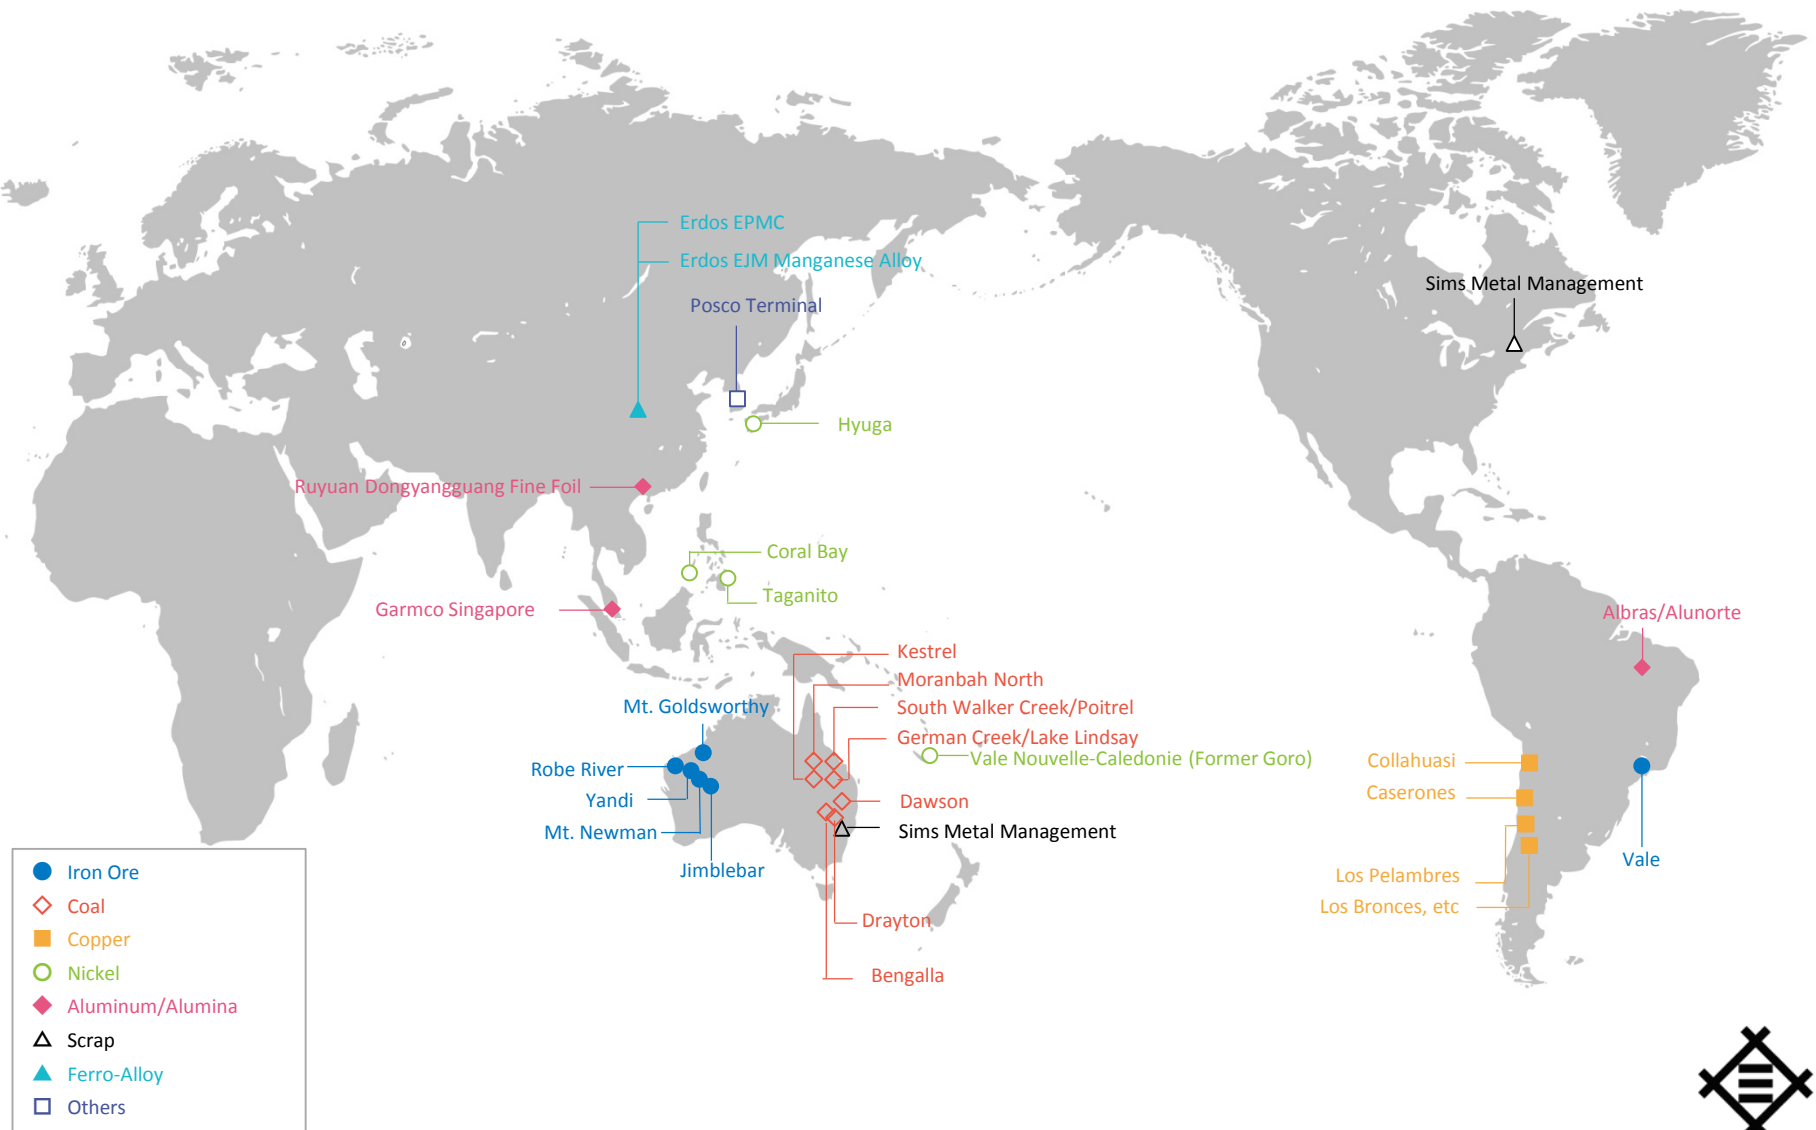 Erdos EPMC
Erdos EJM Manganese Alloy
Sims Metal Management
Posco Terminal
Hyuga
Ruyuan Dongyangguang Fine Foil
Coral Bay
Taganito
Garmco Singapore
Albras/Alunorte
Kestrel
Moranbah North
Mt. Goldsworthy
South Walker Creek/Poitrel
German Creek/Lake Lindsay
Vale Nouvelle-Caledonie (Former Goro)
Collahuasi
Robe River
Caserones
Yandi
Dawson
Mt. Newman
Sims Metal Management
Vale
Jimblebar
Los Pelambres
Los Bronces, etc
Drayton
Bengalla
Iron Ore
Coal
Copper
Nickel
Aluminum/Alumina
Scrap
Ferro-Alloy
Others